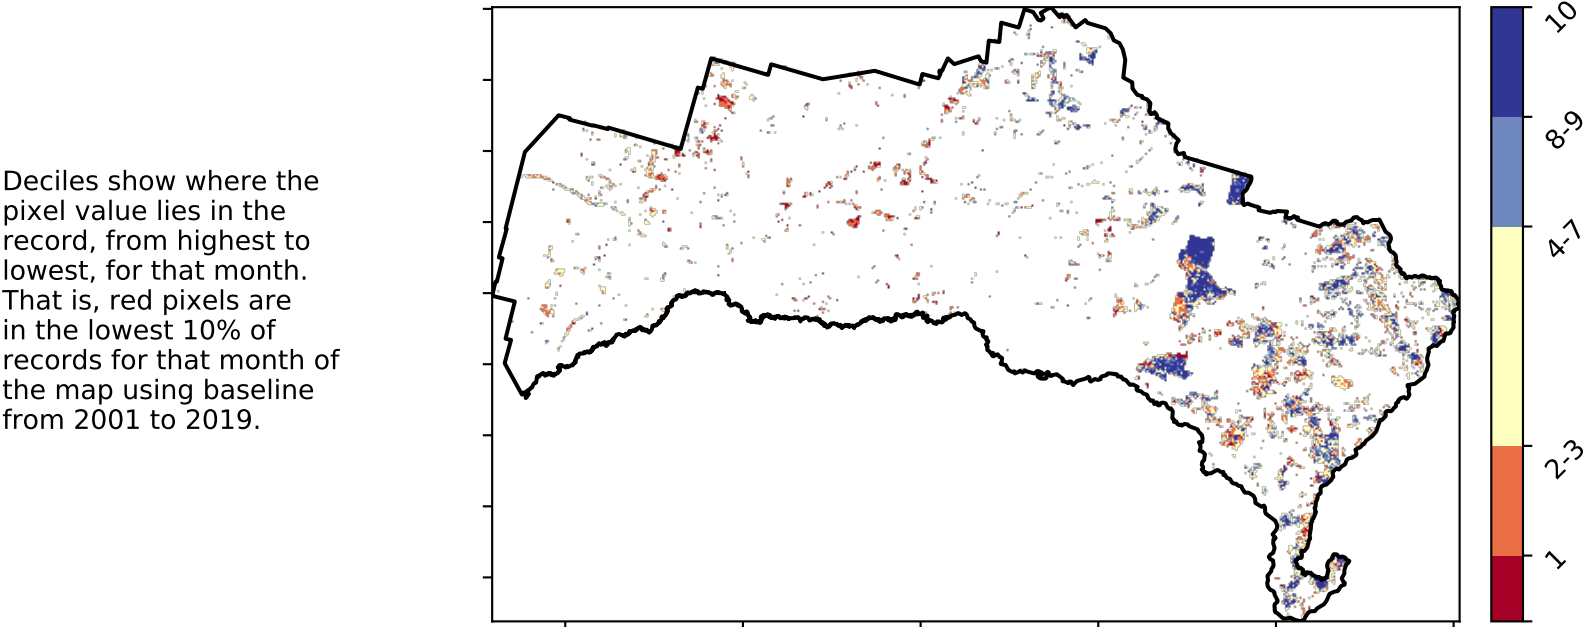 Deciles show where the
pixel value lies in the
record, from highest to
lowest, for that month.
That is, red pixels are
in the lowest 10% of
records for that month of
the map using baseline
from 2001 to 2019.
10
8-9
4-7
2-3
1